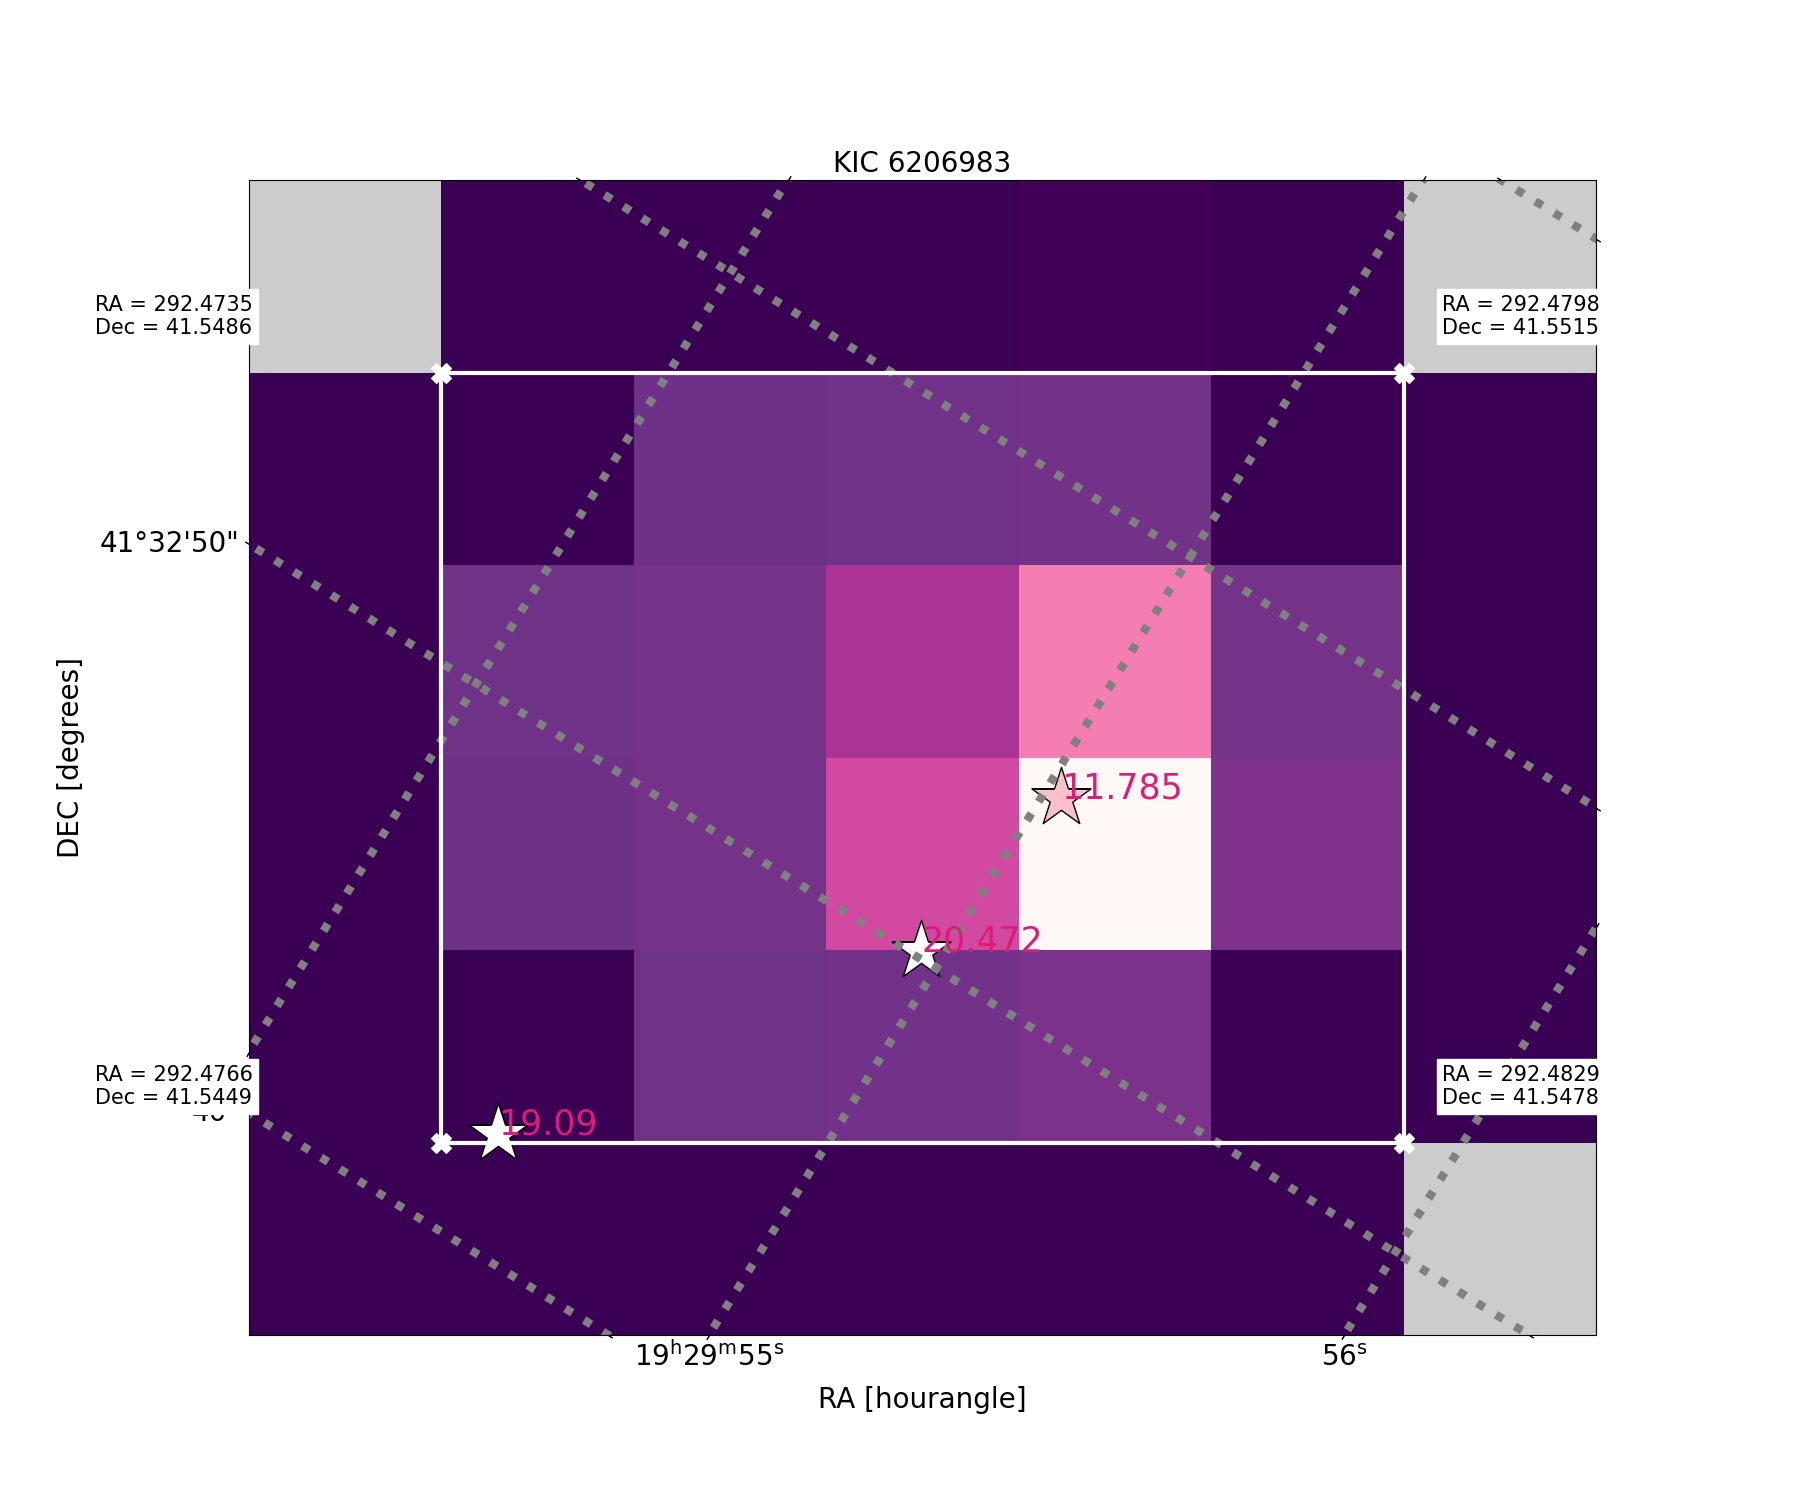 KIC 6206983
RA = 292.4735
Dec = 41.5486
RA = 292.4798
Dec = 41.5515
41°32'50"
DEC [degrees]
11.785
20.472
RA = 292.4766
Dec = 41.5449
RA = 292.4829
Dec = 41.5478
19.09
19ʰ29ᵐ55ˢ
56ˢ
RA [hourangle]